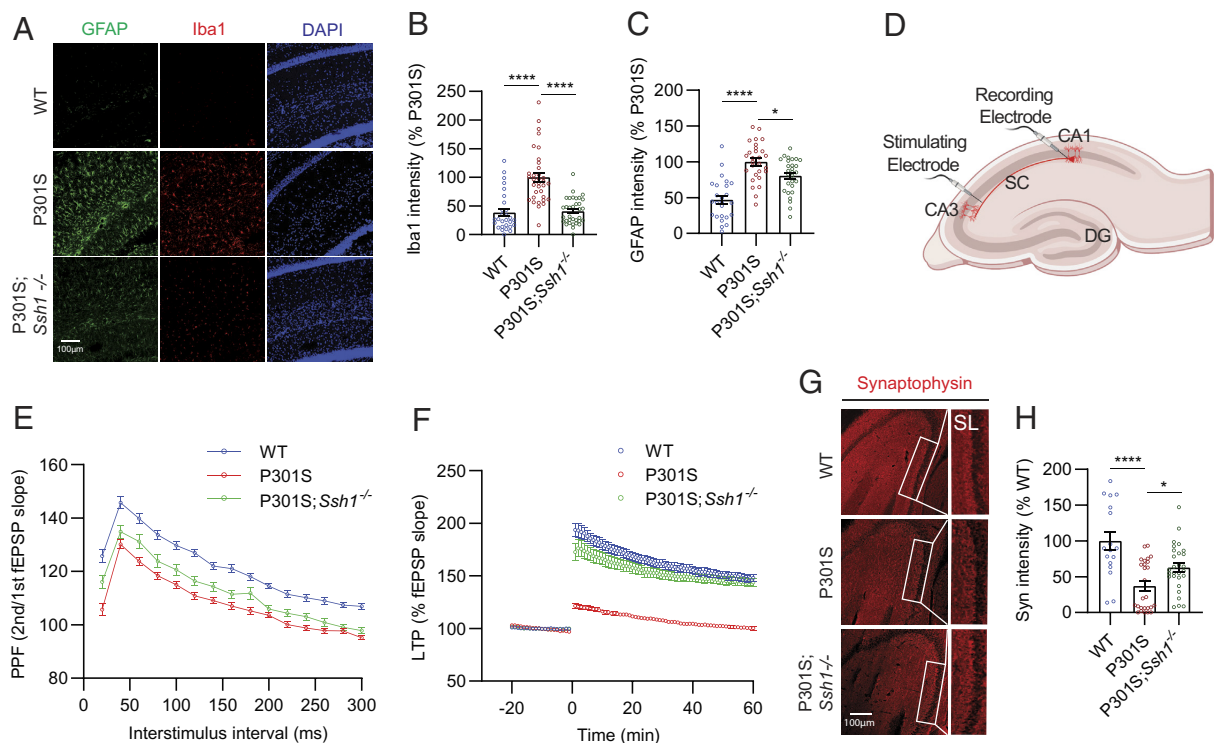 A
GFAP
Iba1
DAPI
WT
P301S
P301S;
Ssh1 -/-
100µm
B
Iba1 intensity (% P301S)
250
200
150
100
50
0
****
****
WT
P301S
P301S;Ssh1-/-
C
GFAP intensity (% P301S)
200
150
100
50
0
****
*
WT
P301S
P301S;Ssh1-/-
D
Recording
Electrode
CA1
Stimulating
Electrode
SC
CA3
DG
E
WT
P301S
P301S;Ssh1-/-
PPF (2nd/1st fEPSP slope)
160
140
120
100
80
0
50
100
150
200
250
300
Interstimulus interval (ms)
F
WT
P301S
P301S;Ssh1-/-
LTP (% fEPSP slope)
250
200
150
100
50
-20
0
20
40
60
Time (min)
G
Synaptophysin
SL
WT
P301S
P301S;
Ssh1-/-
100µm
H
Syn intensity (% WT)
200
150
100
50
0
****
*
WT
P301S
P301S;Ssh1-/-